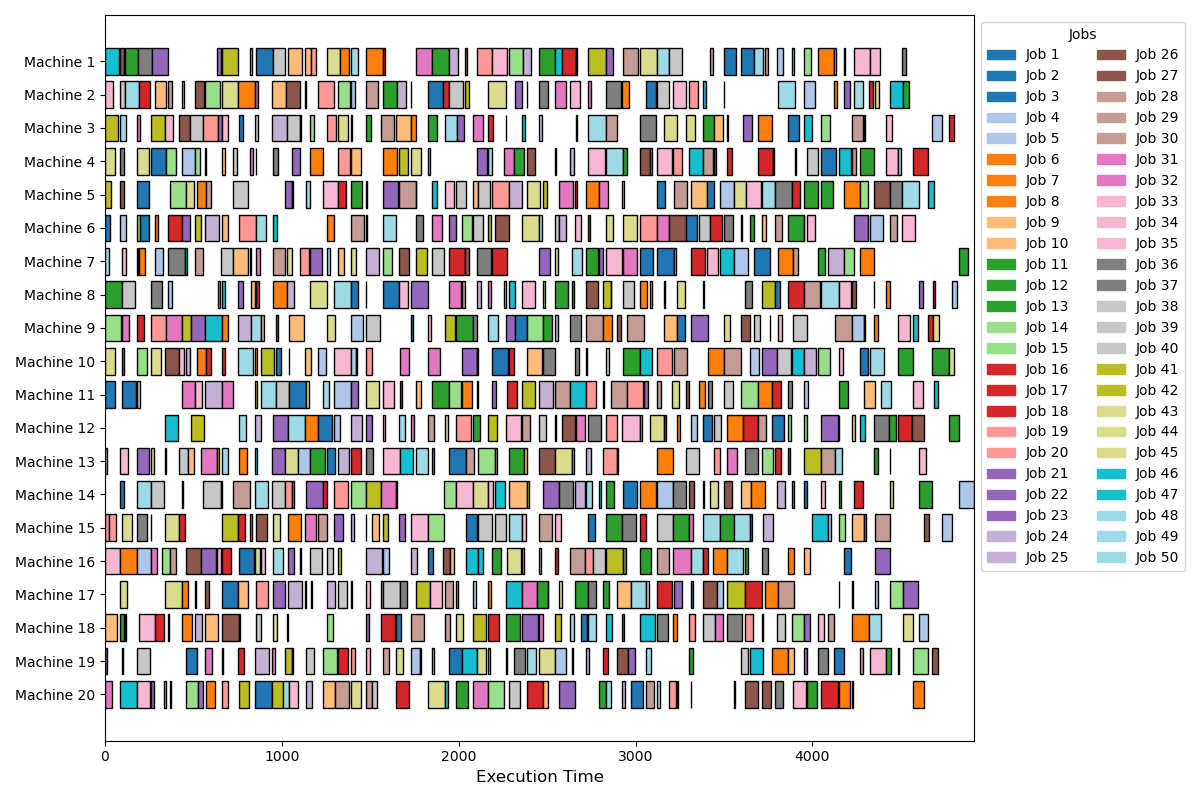 Machine 1
Machine 2
Machine 3
Machine 4
Machine 5
Machine 6
Machine 7
Machine 8
Machine 9
Machine 10
Machine 11
Machine 12
Machine 13
Machine 14
Machine 15
Machine 16
Machine 17
Machine 18
Machine 19
Machine 20
0 1000 2000 3000 4000
Execution Time
Jobs
Job 1 Job 26
Job 2 Job 27
Job 3 Job 28
Job 4 Job 29
Job 5 Job 30
Job 6 Job 31
Job 7 Job 32
Job 8 Job 33
Job 9 Job 34
Job 10 Job 35
Job 11 Job 36
Job 12 Job 37
Job 13 Job 38
Job 14 Job 39
Job 15 Job 40
Job 16 Job 41
Job 17 Job 42
Job 18 Job 43
Job 19 Job 44
Job 20 Job 45
Job 21 Job 46
Job 22 Job 47
Job 23 Job 48
Job 24 Job 49
Job 25 Job 50